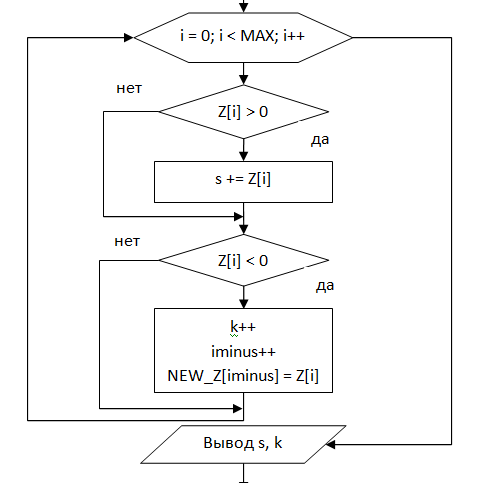 i = 0; i < MAX; i++
нет
Z[i] > 0
да
s += Z[i]
нет
Z[i] < 0
да
k++
iminus++
NEW_Z[iminus] = Z[i]
Вывод s, k